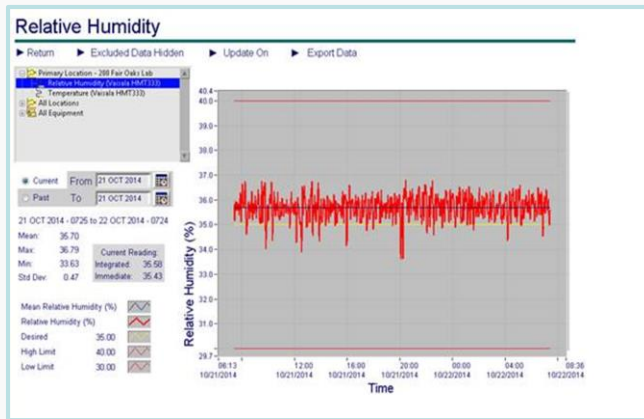 Relative Humidity
Return Excluded Data Hidden Update On Export Data
Primary Location - 288 Fair Oaks Lab
Relative Humidity (Vaisala HMT333)
Temperature (Vaisala HMT333)
All Locations
All Equipment
Current From 21 OCT 2014
Past To 21 OCT 2014
21 OCT 2014 - 0725 to 22 OCT 2014 - 0724
Mean: 35.70
Max: 36.79
Min: 33.63
Std Dev: 0.47
Current Reading:
Integrated: 35.58
Immediate: 35.43
Mean Relative Humidity (%)
Relative Humidity (%)
Desired 35.00
High Limit 40.00
Low Limit 30.00
Relative Humidity (%)
40.4
40.0
39.0
38.0
37.0
36.0
35.0
34.0
33.0
32.0
31.0
29.7
06:13 12:00 16:00 20:00 00:00 04:00 08:36
10/21/2014 10/21/2014 10/21/2014 10/21/2014 10/22/2014 10/22/2014 10/22/2014
Time